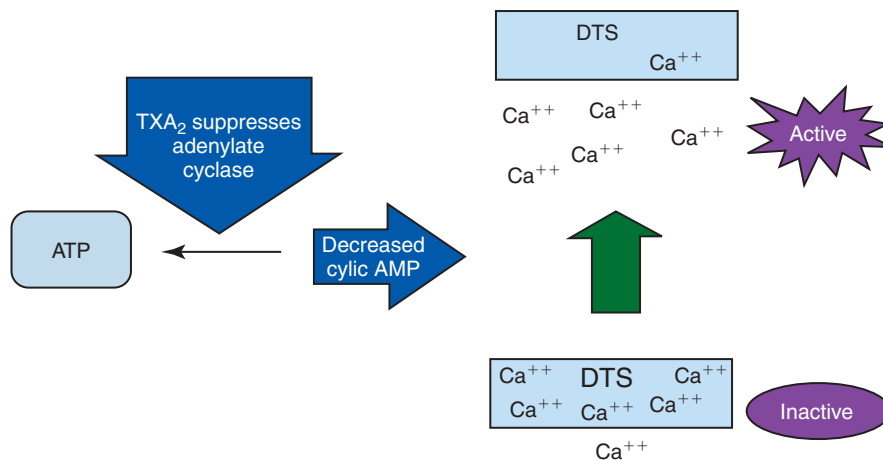 DTS
Ca++
Ca++
Ca++
Ca++
Ca++
Ca++
Active
TXA2 suppresses
adenylate
cyclase
ATP
Decreased
cylic AMP
Ca++
DTS
Ca++
Ca++
Ca++
Ca++
Inactive
Ca++